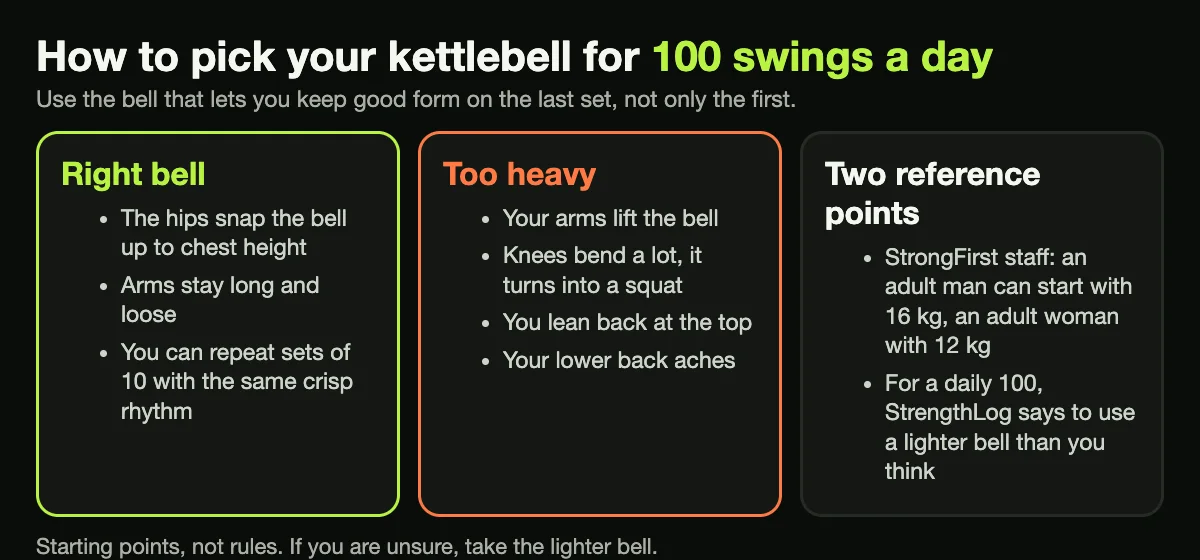 How to pick your kettlebell for 100 swings a day
Use the bell that lets you keep good form on the last set, not only the first.
Right bell
• The hips snap the bell
up to chest height
• Arms stay long and
loose
• You can repeat sets of
10 with the same crisp
rhythm
Too heavy
• Your arms lift the bell
• Knees bend a lot, it
turns into a squat
• You lean back at the top
• Your lower back aches
Two reference
points
• StrongFirst staff: an
adult man can start with
16 kg, an adult woman
with 12 kg
• For a daily 100,
StrengthLog says to use
a lighter bell than you
think
Starting points, not rules. If you are unsure, take the lighter bell.